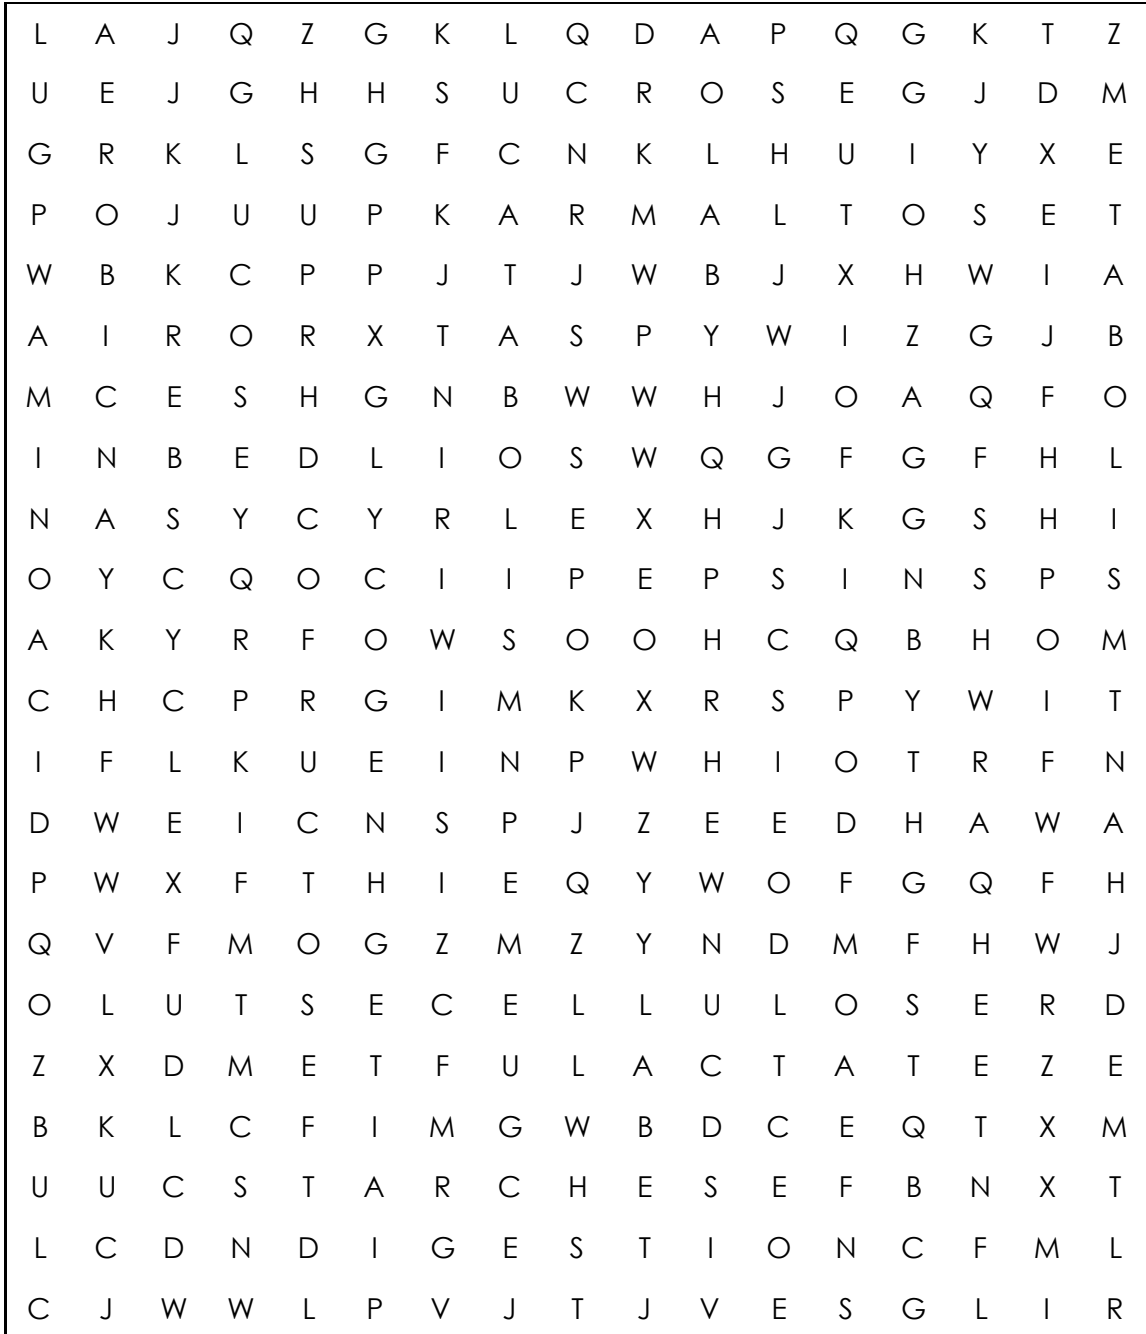 L A J Q Z G K L Q D A P Q G K T Z
U E J G H H S U C R O S E G J D M
G R K L S G F C N K L H U I Y X E
P O J U U P K A R M A L T O S E T
W B K C P P J T J W B J X H W I A
A I R O R X T A S P Y W I Z G J B
M C E S H G N B W W H J O A Q F O
I N B E D L I O S W Q G F G F H L
N A S Y C Y R L E X H J K G S H I
O Y C Q O C I I P E P S I N S P S
A K Y R F O W S O O H C Q B H O M
C H C P R G I M K X R S P Y W I T
I F L K U E I N P W H I O T R F N
D W E I C N S P J Z E E D H A W A
P W X F T H I E Q Y W O F G Q F H
Q V F M O G Z M Z Y N D M F H W J
O L U T S E C E L L U L O S E R D
Z X D M E T F U L A C T A T E Z E
B K L C F I M G W B D C E Q T X M
U U C S T A R C H E S E F B N X T
L C D N D I G E S T I O N C F M L
C J W W L P V J T J V E S G L I R